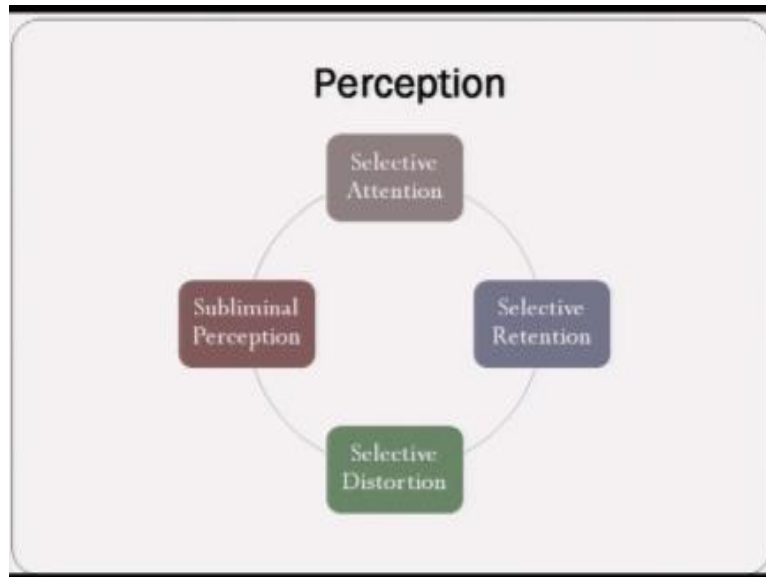 Perception
Selective
Attention
Subliminal
Perception
Selective
Retention
Selective
Distortion